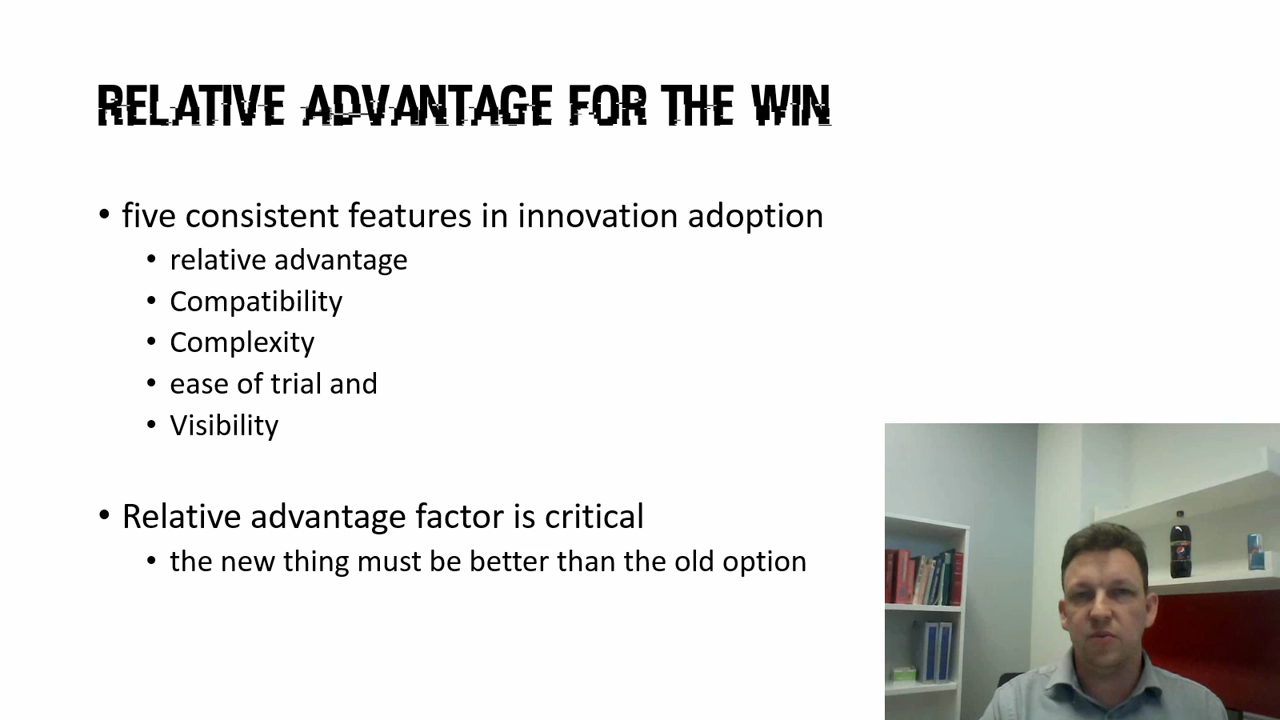 RELATIVE ADVANTAGE FOR THE WIN
• five consistent features in innovation adoption
• relative advantage
• Compatibility
• Complexity
• ease of trial and
• Visibility
• Relative advantage factor is critical
• the new thing must be better than the old option